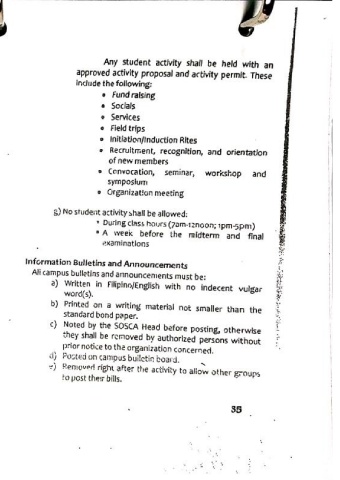 Any student activity shall be held with an
approved activity proposal and activity permit. These
include the following:
• Fund raising
• Socials
• Services
• Field trips
• Initiation/Induction Rites
• Recruitment, recognition, and orientation
of new members
• Convocation, seminar, workshop and
symposium
• Organization meeting
g) No student activity shall be allowed:
• During class hours (7am-12noon; 1pm-5pm)
• A week before the midterm and final
examinations
Information Bulletins and Announcements
All campus bulletins and announcements must be:
a) Written in Filipino/English with no indecent vulgar
word(s).
b) Printed on a writing material not smaller than the
standard bond paper.
c) Noted by the SOSCA Head before posting, otherwise
they shall be removed by authorized persons without
prior notice to the organization concerned.
d) Posted on campus bulletin board.
e) Removed right after the activity to allow other groups
to post their bills.
35